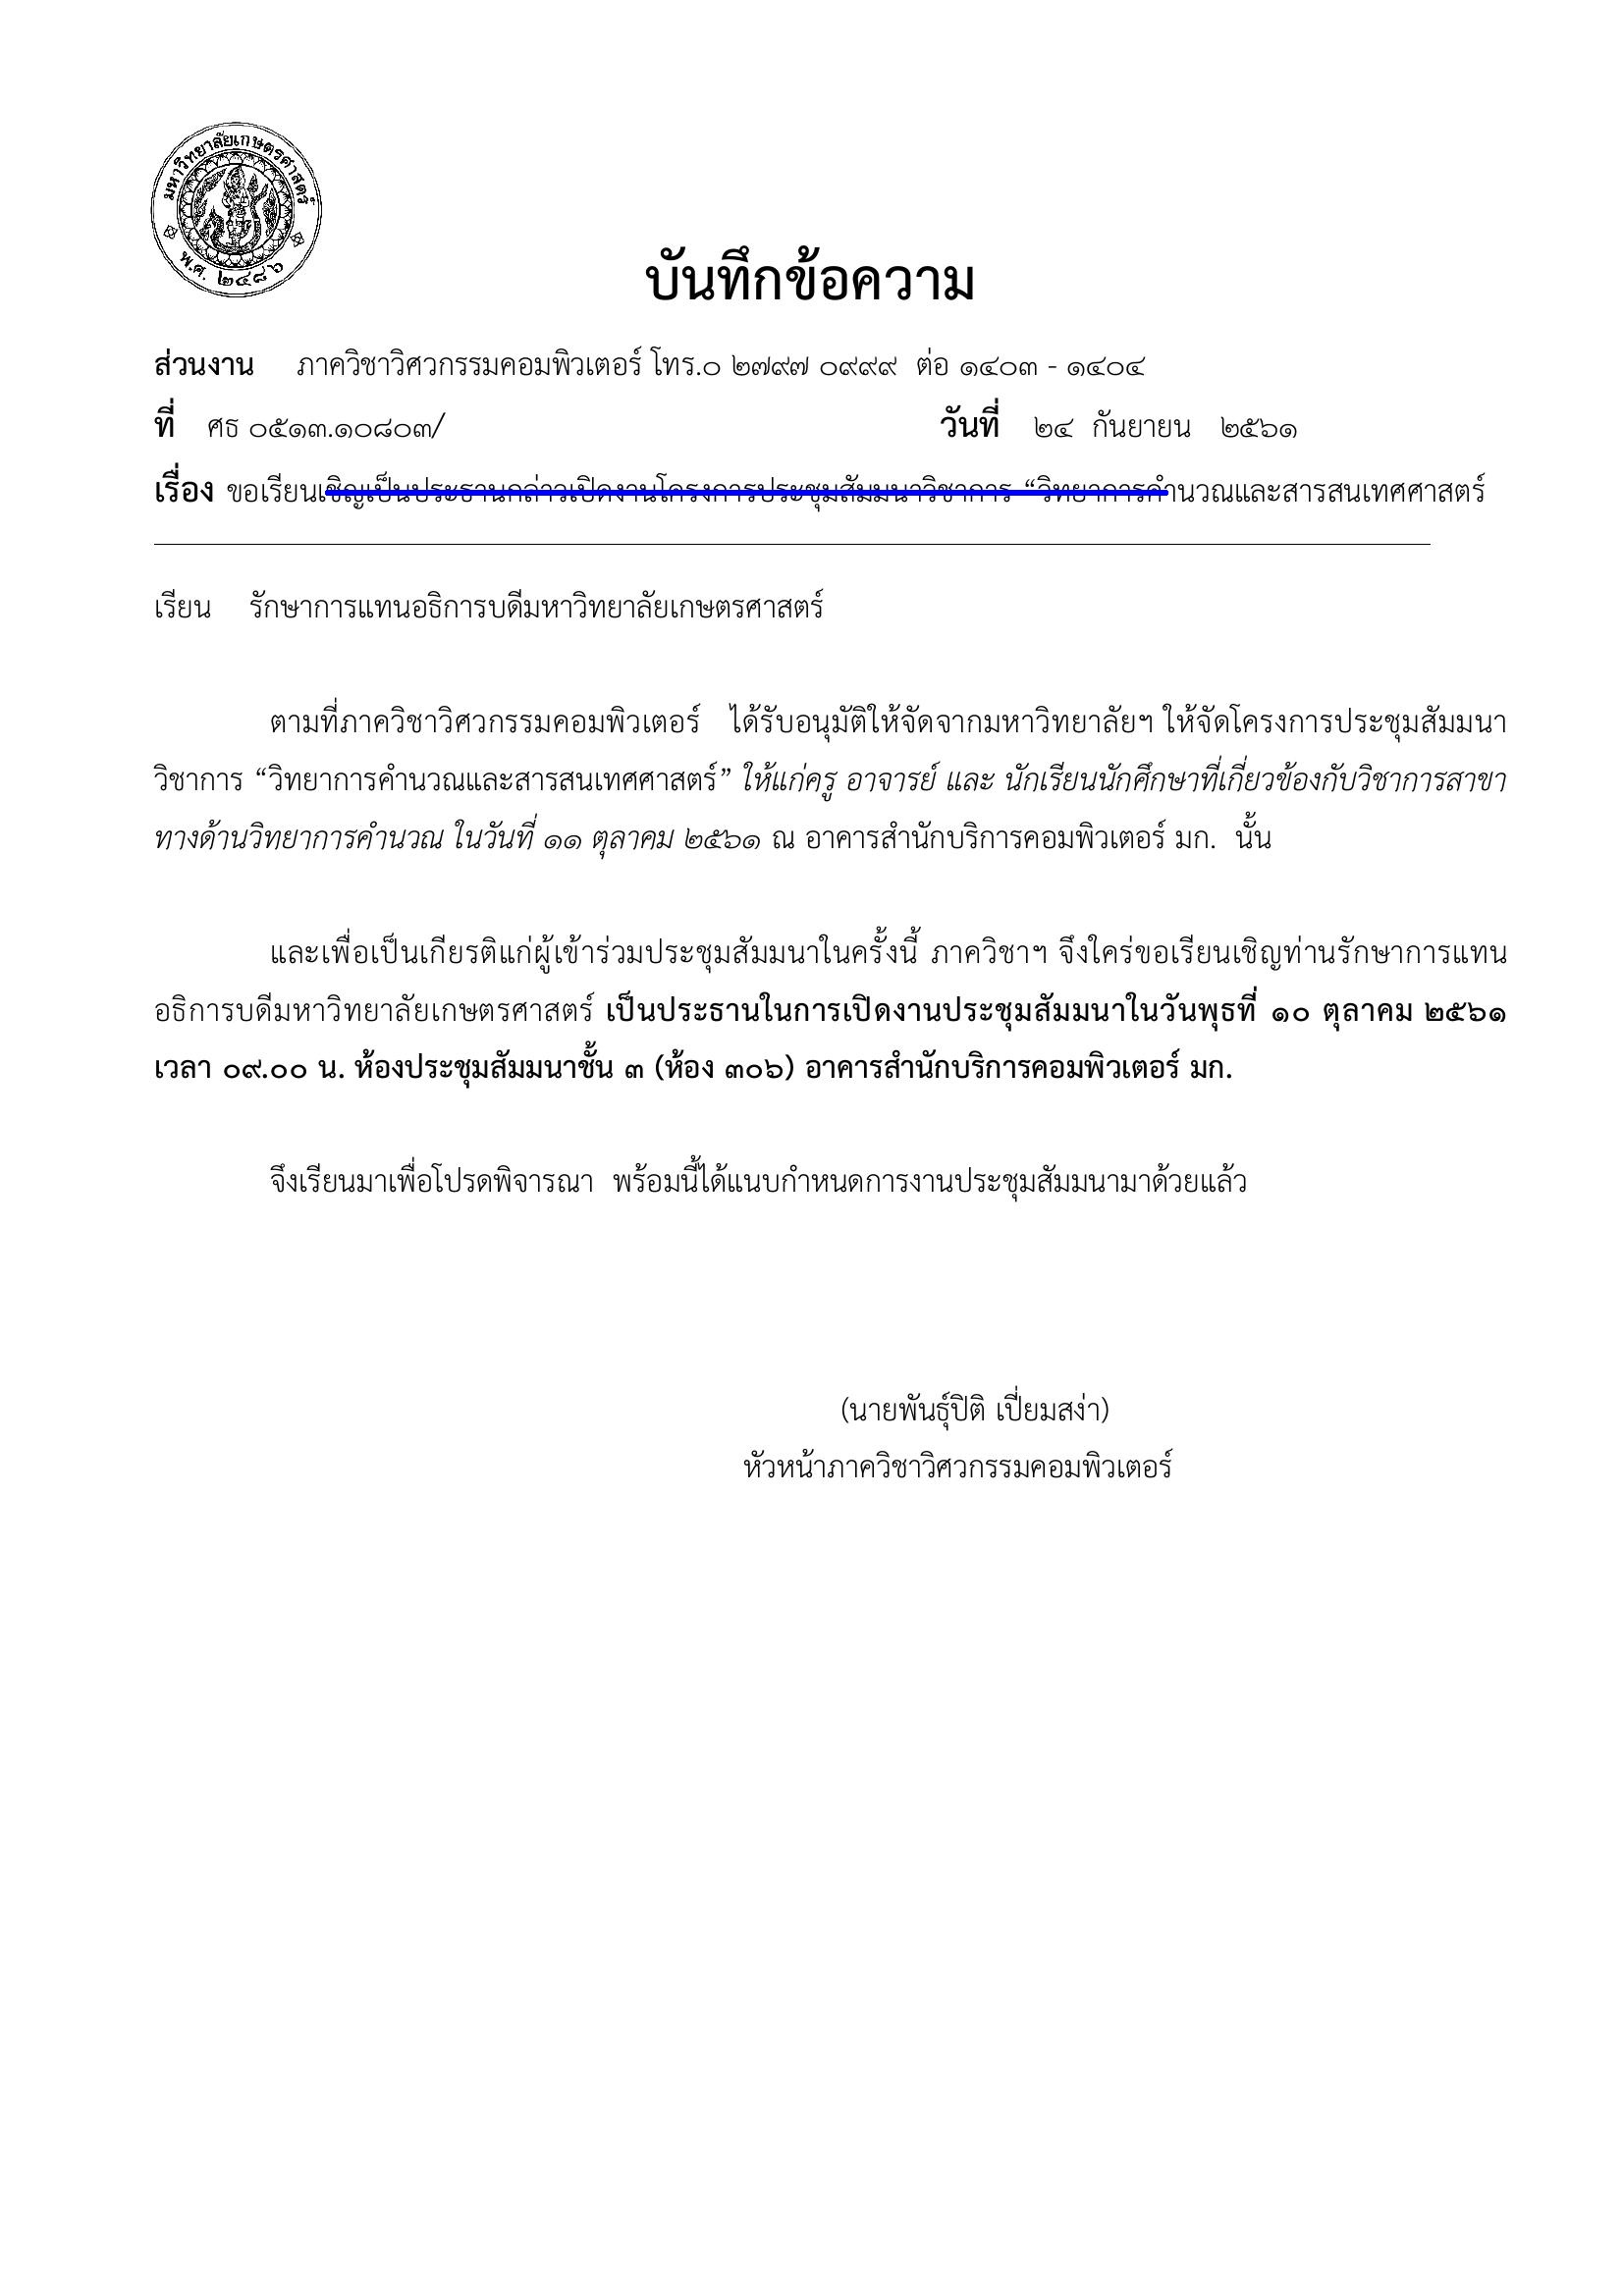 มหาวิทยาลัยเกษตรศาสตร์
พ.ศ. ๒๔๘๖
บันทึกข้อความ
ส่วนงาน ภาควิชาวิศวกรรมคอมพิวเตอร์ โทร.๐ ๒๗๙๗ ๐๙๙๙ ต่อ ๑๔๐๓ - ๑๔๐๔
ที่ ศธ ๐๕๑๓.๑๐๘๐๓/ วันที่ ๒๔ กันยายน ๒๕๖๑
เรื่อง ขอเรียนเชิญเป็นประธานกล่าวเปิดงานโครงการประชุมสัมมนาวิชาการ “วิทยาการคำนวณและสารสนเทศศาสตร์
เรียน รักษาการแทนอธิการบดีมหาวิทยาลัยเกษตรศาสตร์
ตามที่ภาควิชาวิศวกรรมคอมพิวเตอร์ ได้รับอนุมัติให้จัดจากมหาวิทยาลัยฯ ให้จัดโครงการประชุมสัมมนา
วิชาการ “วิทยาการคำนวณและสารสนเทศศาสตร์” ให้แก่ครู อาจารย์ และ นักเรียนนักศึกษาที่เกี่ยวข้องกับวิชาการสาขา
ทางด้านวิทยาการคำนวณ ในวันที่ ๑๑ ตุลาคม ๒๕๖๑ ณ อาคารสำนักบริการคอมพิวเตอร์ มก. นั้น
และเพื่อเป็นเกียรติแก่ผู้เข้าร่วมประชุมสัมมนาในครั้งนี้ ภาควิชาฯ จึงใคร่ขอเรียนเชิญท่านรักษาการแทน
อธิการบดีมหาวิทยาลัยเกษตรศาสตร์ เป็นประธานในการเปิดงานประชุมสัมมนาในวันพุธที่ ๑๐ ตุลาคม ๒๕๖๑
เวลา ๐๙.๐๐ น. ห้องประชุมสัมมนาชั้น ๓ (ห้อง ๓๐๖) อาคารสำนักบริการคอมพิวเตอร์ มก.
จึงเรียนมาเพื่อโปรดพิจารณา พร้อมนี้ได้แนบกำหนดการงานประชุมสัมมนามาด้วยแล้ว
(นายพันธุ์ปิติ เปี่ยมสง่า)
หัวหน้าภาควิชาวิศวกรรมคอมพิวเตอร์